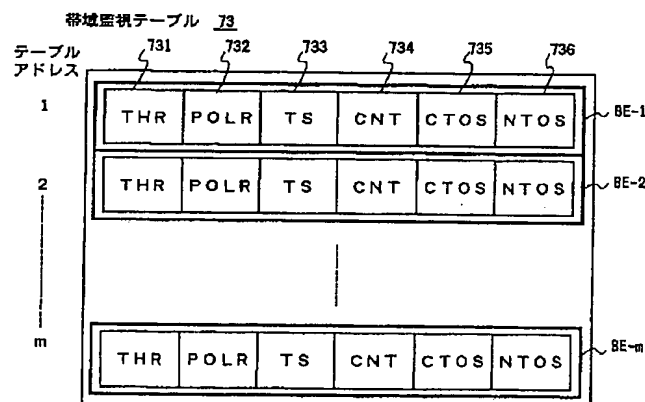 帯域監視テーブル 73
テーブル
アドレス
731 732 733 734 735 736
1 THR POLR TS CNT CTOS NTOS BE-1
2 THR POLR TS CNT CTOS NTOS BE-2
m THR POLR TS CNT CTOS NTOS BE-m